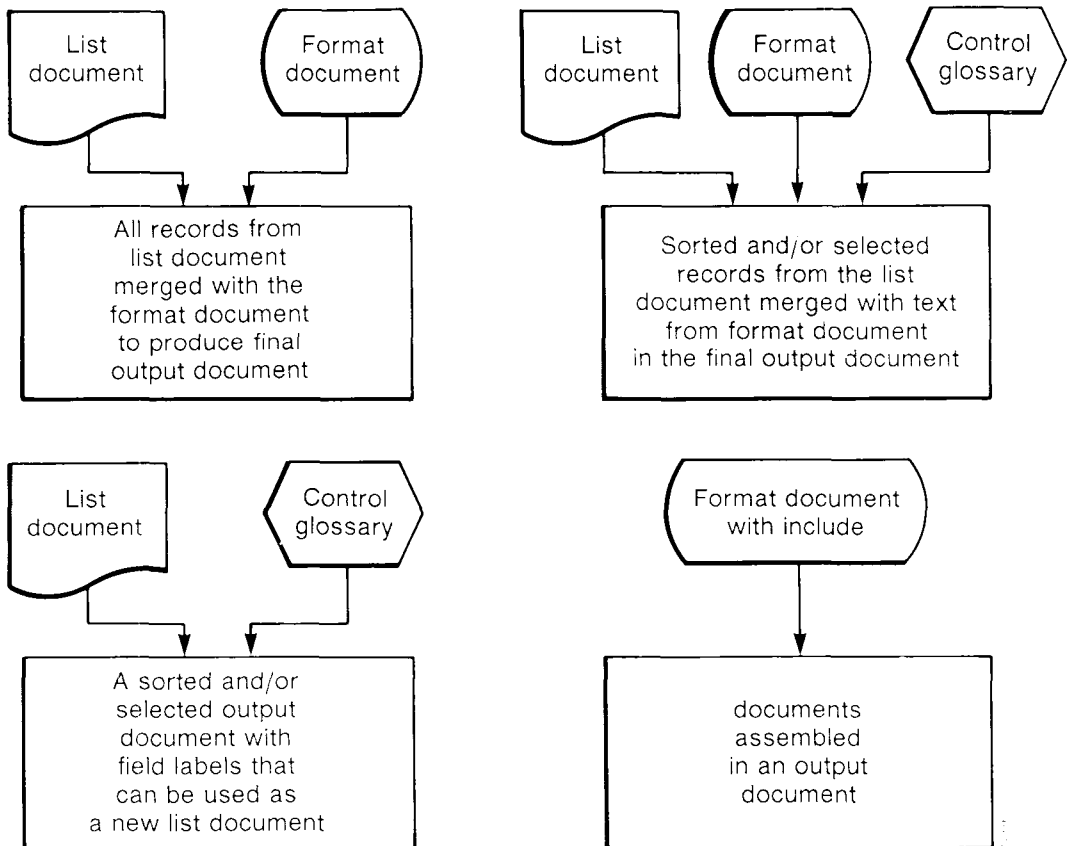 List
document
Format
document
All records from
list document
merged with the
format document
to produce final
output document
List
document
Format
document
Control
glossary
Sorted and/or selected
records from the list
document merged with text
from format document
in the final output document
List
document
Control
glossary
A sorted and/or
selected output
document with
field labels that
can be used as
a new list document
Format document
with include
documents
assembled
in an output
document